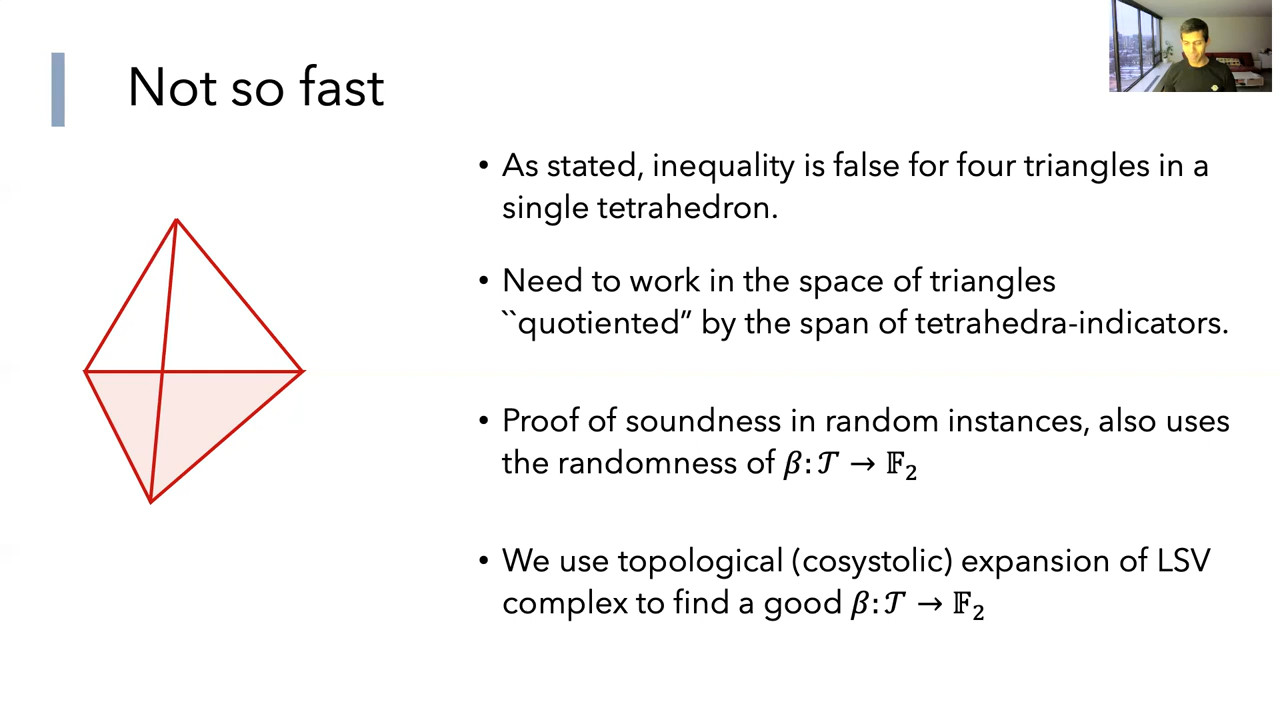 Not so fast
• As stated, inequality is false for four triangles in a
single tetrahedron.
• Need to work in the space of triangles
``quotiented” by the span of tetrahedra-indicators.
• Proof of soundness in random instances, also uses
the randomness of 𝛽: 𝒯 → 𝔽₂
• We use topological (cosystolic) expansion of LSV
complex to find a good 𝛽: 𝒯 → 𝔽₂